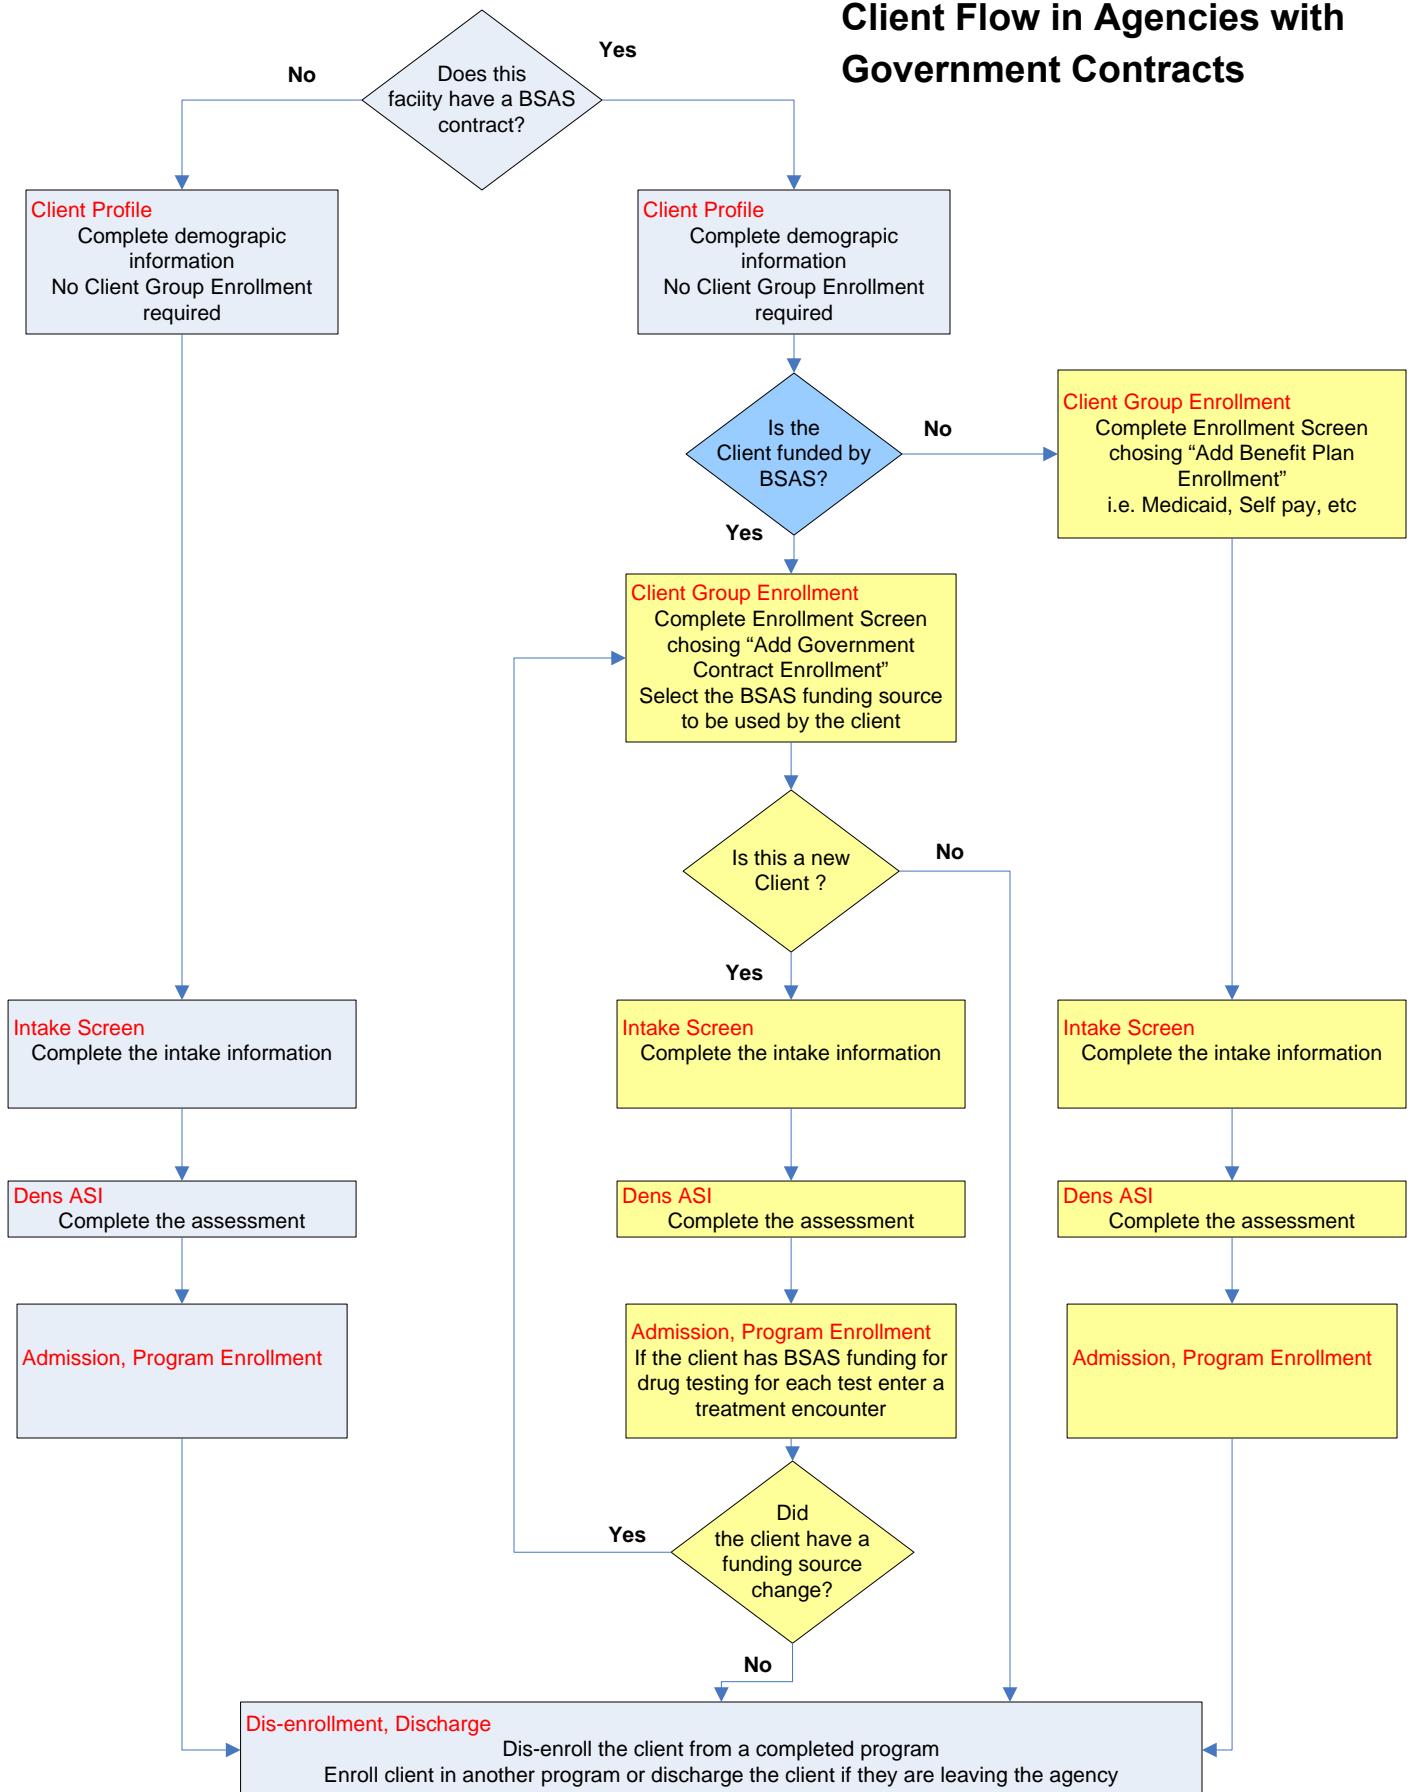 Client Flow in Agencies with
Government Contracts
Yes
No
Does this
faciity have a BSAS
contract?
Client Profile
Complete demograpic
information
No Client Group Enrollment
required
Client Profile
Complete demograpic
information
No Client Group Enrollment
required
Is the
Client funded by
BSAS?
No
Yes
Client Group Enrollment
Complete Enrollment Screen
chosing “Add Benefit Plan
Enrollment”
i.e. Medicaid, Self pay, etc
Client Group Enrollment
Complete Enrollment Screen
chosing “Add Government
Contract Enrollment”
Select the BSAS funding source
to be used by the client
Is this a new
Client ?
No
Yes
Intake Screen
Complete the intake information
Intake Screen
Complete the intake information
Intake Screen
Complete the intake information
Dens ASI
Complete the assessment
Dens ASI
Complete the assessment
Dens ASI
Complete the assessment
Admission, Program Enrollment
Admission, Program Enrollment
If the client has BSAS funding for
drug testing for each test enter a
treatment encounter
Admission, Program Enrollment
Did
the client have a
funding source
change?
Yes
No
Dis-enrollment, Discharge
Dis-enroll the client from a completed program
Enroll client in another program or discharge the client if they are leaving the agency